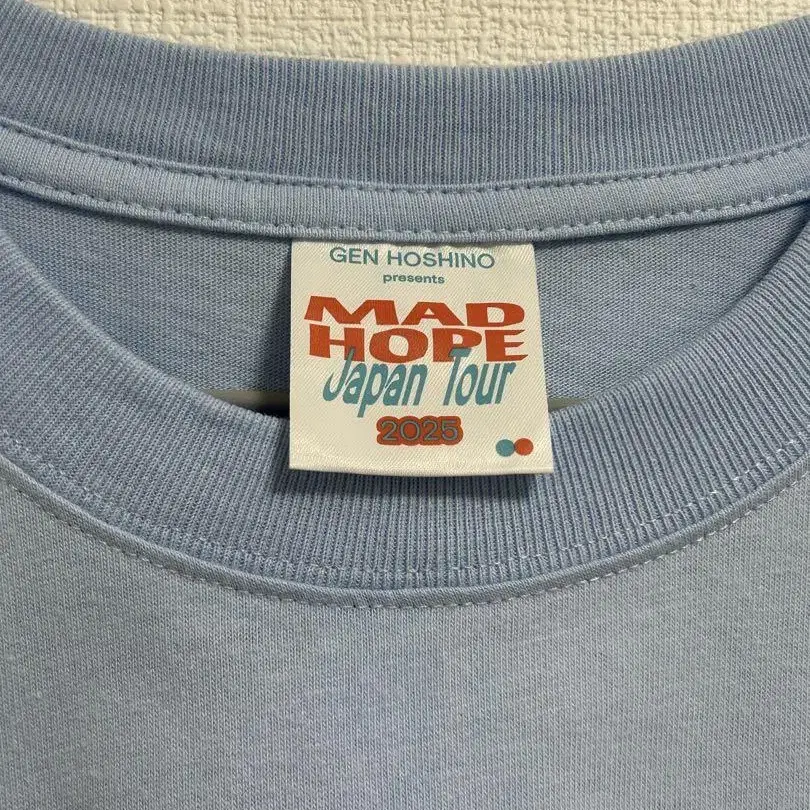 GEN HOSHINO
presents
MAD
HOPE
Japan Tour
2025